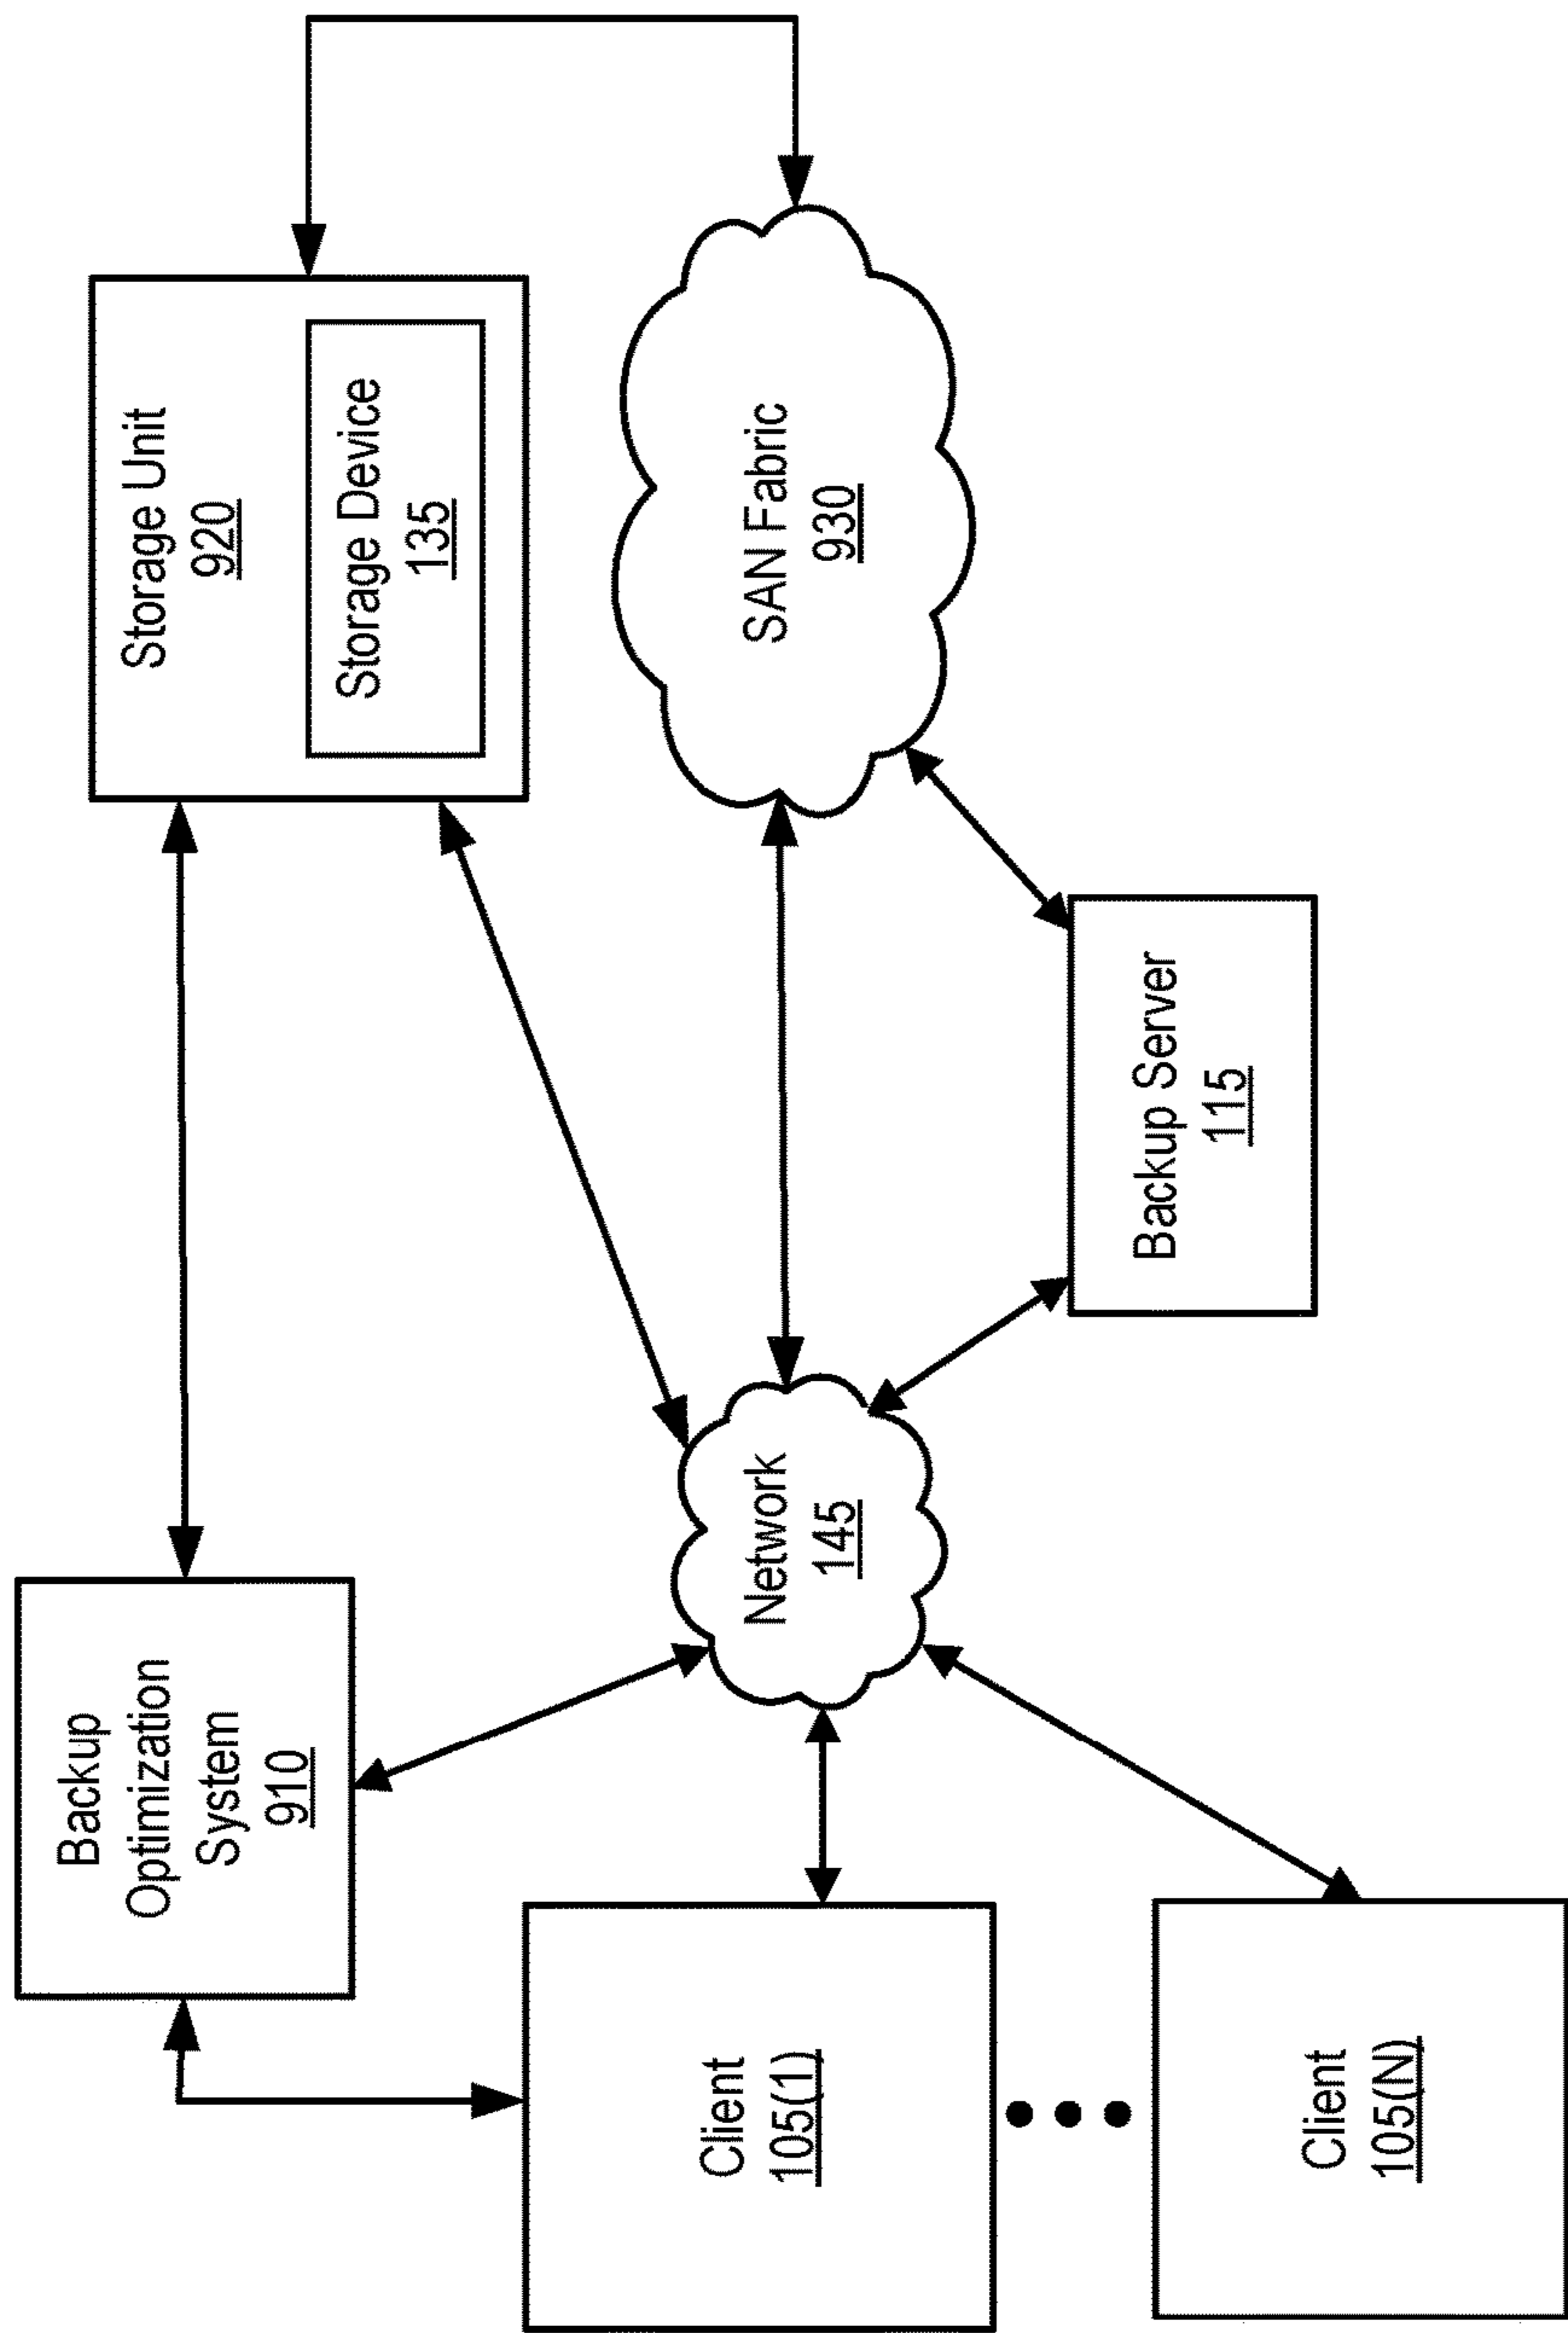 Backup
Optimization
System
910
Storage Unit
920
Storage Device
135
Client
105(1)
Network
145
SAN Fabric
930
Backup Server
115
Client
105(N)